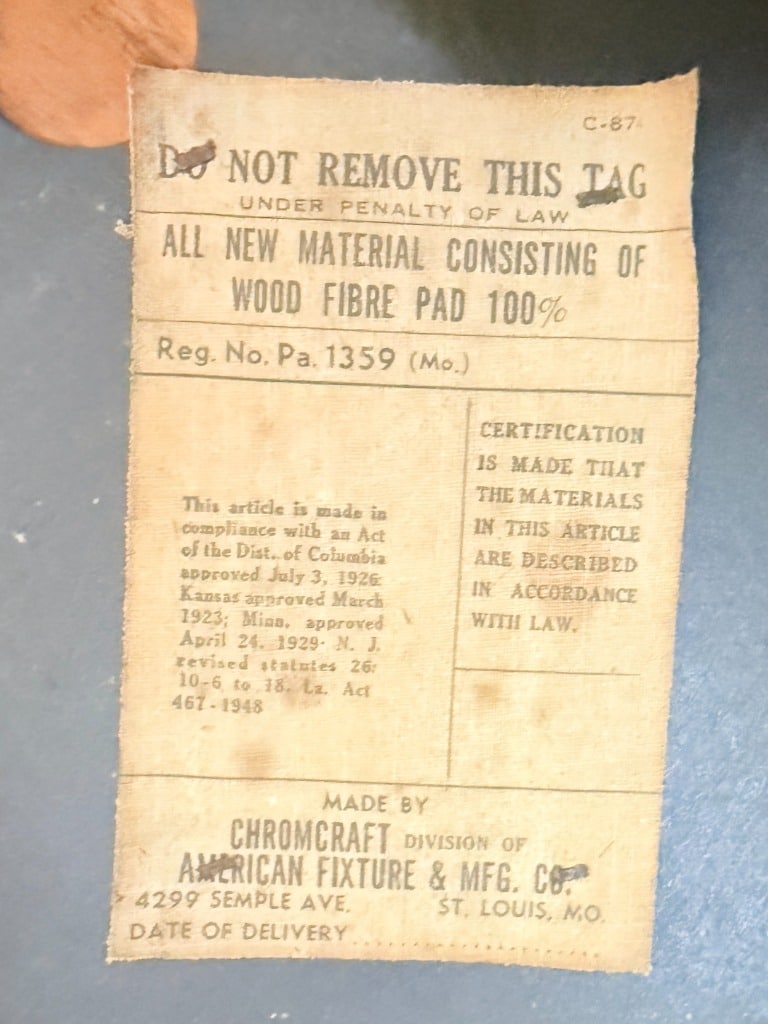 C-87
DO NOT REMOVE THIS TAG
UNDER PENALTY OF LAW
ALL NEW MATERIAL CONSISTING OF
WOOD FIBRE PAD 100%
Reg. No. Pa. 1359 (Mo.)
This article is made in
compliance with an Act
of the Dist. of Columbia
approved July 3, 1926;
Kansas approved March
1923; Minn. approved
April 24, 1929- N. J.
revised statutes 26:
10-6 to 18. La. Act
467-1948
CERTIFICATION
IS MADE THAT
THE MATERIALS
IN THIS ARTICLE
ARE DESCRIBED
IN ACCORDANCE
WITH LAW.
MADE BY
CHROMCRAFT DIVISION OF
AMERICAN FIXTURE & MFG. CO.
4299 SEMPLE AVE. ST. LOUIS, MO.
DATE OF DELIVERY....................